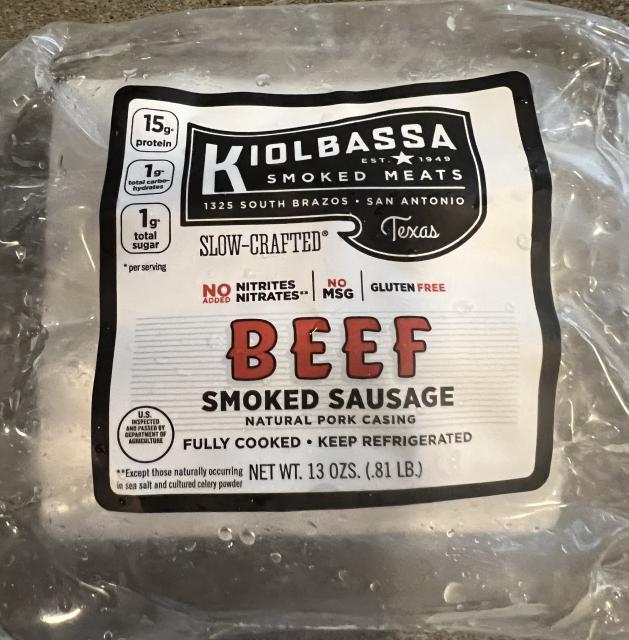 15g.
protein
1g*
total carbo-
hydrates
1g*
total
sugar
*per serving
KIOLBASSA
EST. ★ 1949
SMOKED MEATS
1325 SOUTH BRAZOS • SAN ANTONIO
Texas
SLOW-CRAFTED®
NO ADDED NITRITES NITRATES** | NO MSG | GLUTEN FREE
BEEF
SMOKED SAUSAGE
NATURAL PORK CASING
FULLY COOKED • KEEP REFRIGERATED
U.S.
INSPECTED
AND PASSED BY
DEPARTMENT OF
AGRICULTURE
**Except those naturally occurring
in sea salt and cultured celery powder
NET WT. 13 OZS. (.81 LB.)